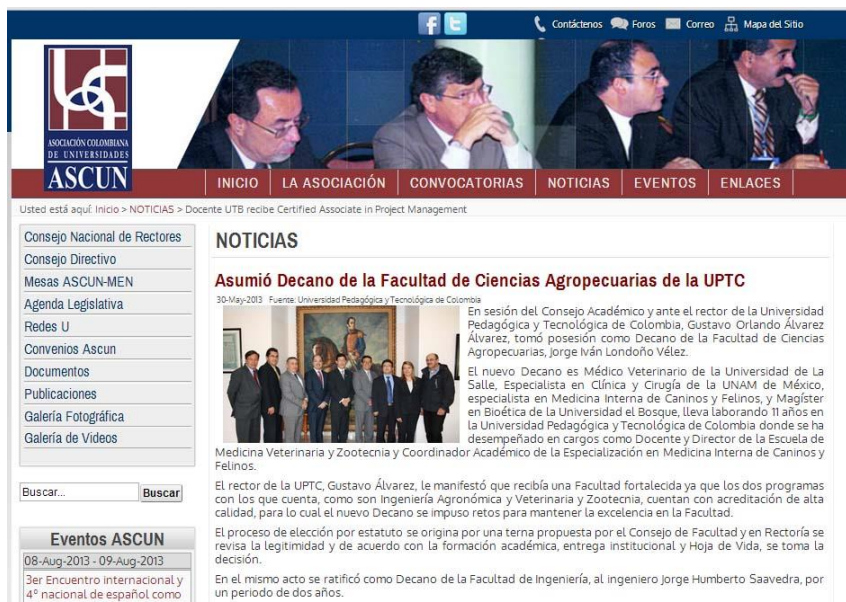 Contáctenos Foros Correo Mapa del Sitio
ASOCIACIÓN COLOMBIANA
DE UNIVERSIDADES
ASCUN
INICIO LA ASOCIACIÓN CONVOCATORIAS NOTICIAS EVENTOS ENLACES
Usted está aquí: Inicio > NOTICIAS > Docente UTB recibe Certified Associate in Project Management
Consejo Nacional de Rectores
Consejo Directivo
Mesas ASCUN-MEN
Agenda Legislativa
Redes U
Convenios Ascun
Documentos
Publicaciones
Galería Fotográfica
Galería de Videos
Buscar... Buscar
Eventos ASCUN
08-Aug-2013 - 09-Aug-2013
3er Encuentro internacional y
4º nacional de español como
NOTICIAS
Asumió Decano de la Facultad de Ciencias Agropecuarias de la UPTC
30-May-2013 Fuente: Universidad Pedagógica y Tecnológica de Colombia
En sesión del Consejo Académico y ante el rector de la Universidad
Pedagógica y Tecnológica de Colombia, Gustavo Orlando Álvarez
Álvarez, tomó posesión como Decano de la Facultad de Ciencias
Agropecuarias, Jorge Iván Londoño Vélez.
El nuevo Decano es Médico Veterinario de la Universidad de La
Salle, Especialista en Clínica y Cirugía de la UNAM de México,
especialista en Medicina Interna de Caninos y Felinos, y Magíster
en Bioética de la Universidad el Bosque, lleva laborando 11 años en
la Universidad Pedagógica y Tecnológica de Colombia donde se ha
desempeñado en cargos como Docente y Director de la Escuela de
Medicina Veterinaria y Zootecnia y Coordinador Académico de la Especialización en Medicina Interna de Caninos y
Felinos.
El rector de la UPTC, Gustavo Álvarez, le manifestó que recibía una Facultad fortalecida ya que los dos programas
con los que cuenta, como son Ingeniería Agronómica y Veterinaria y Zootecnia, cuentan con acreditación de alta
calidad, para lo cual el nuevo Decano se impuso retos para mantener la excelencia en la Facultad.
El proceso de elección por estatuto se origina por una terna propuesta por el Consejo de Facultad y en Rectoría se
revisa la legitimidad y de acuerdo con la formación académica, entrega institucional y Hoja de Vida, se toma la
decisión.
En el mismo acto se ratificó como Decano de la Facultad de Ingeniería, al ingeniero Jorge Humberto Saavedra, por
un periodo de dos años.